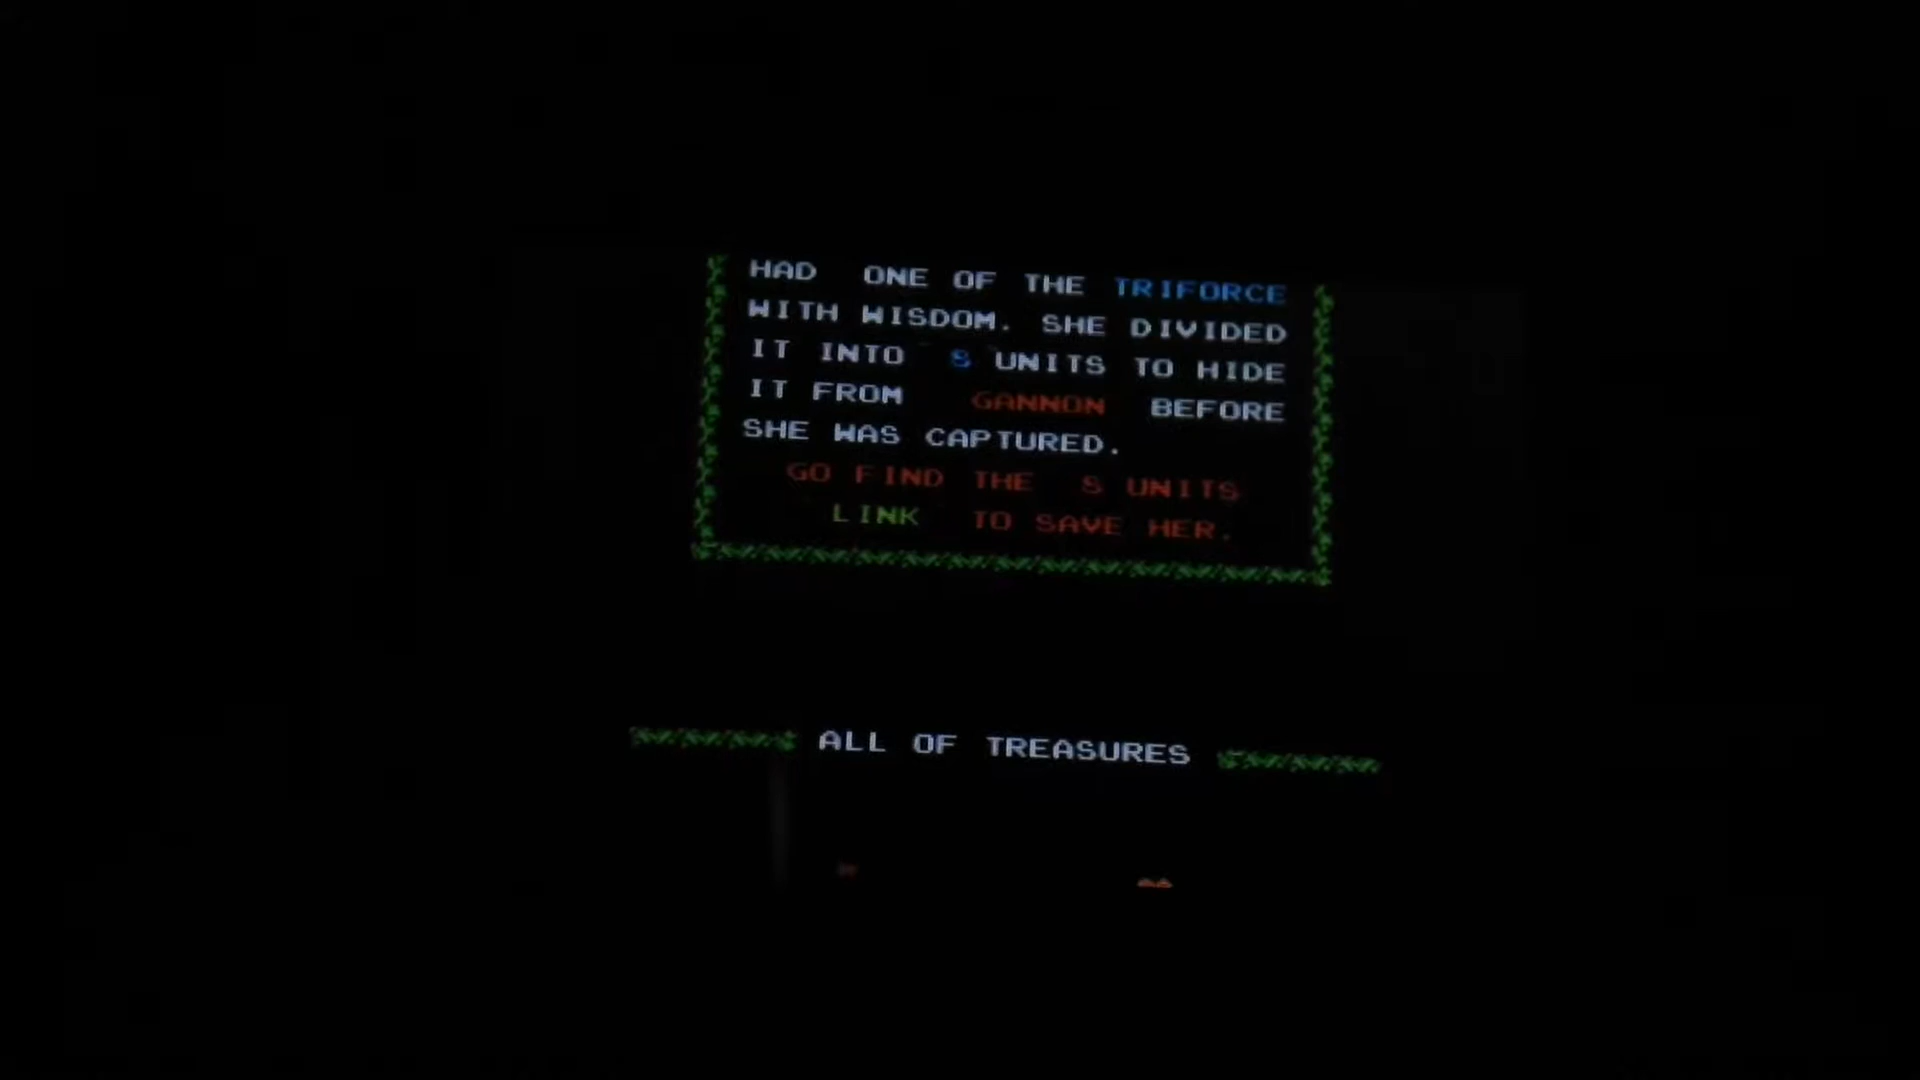 HAD ONE OF THE TRIFORCE
WITH WISDOM. SHE DIVIDED
IT INTO 8 UNITS TO HIDE
IT FROM GANNON BEFORE
SHE WAS CAPTURED.
GO FIND THE 8 UNITS
LINK TO SAVE HER.
ALL OF TREASURES